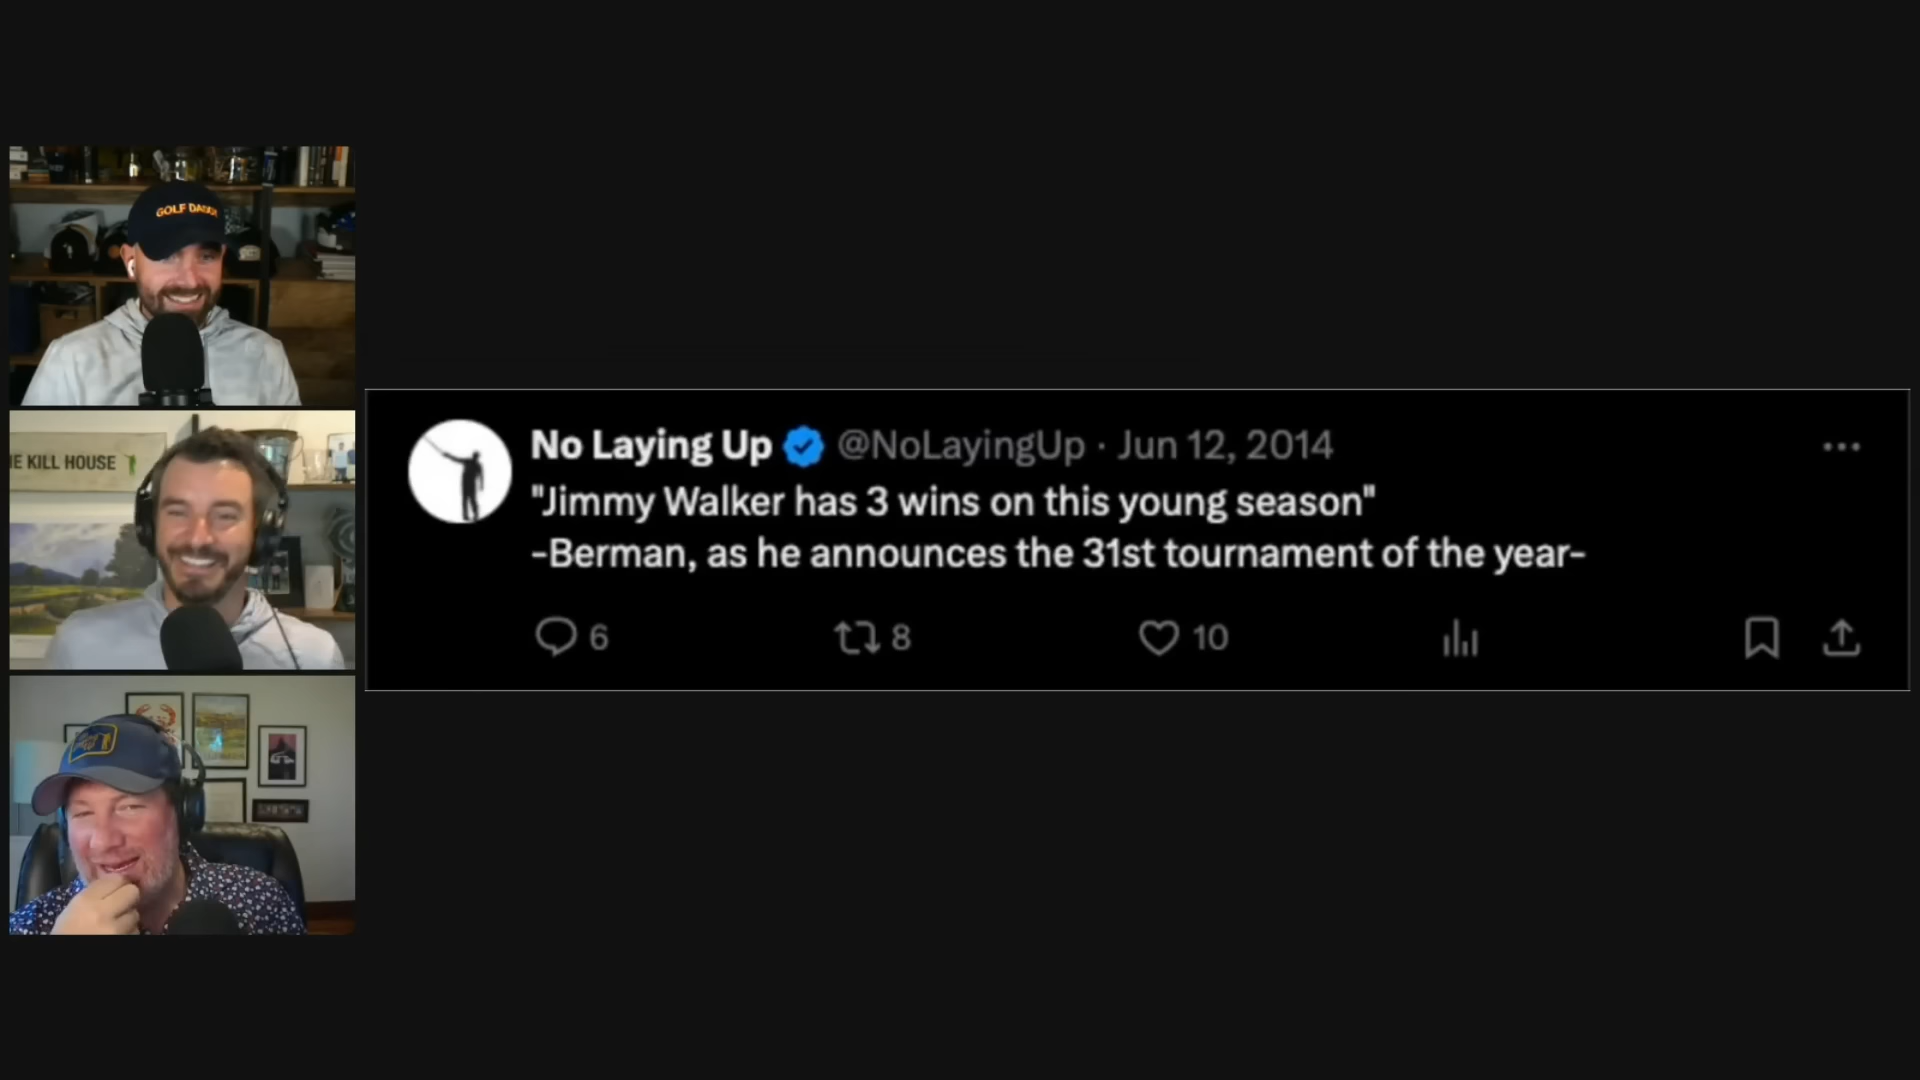 GOLF
E KILL HOUSE
No Laying Up @NoLayingUp · Jun 12, 2014
"Jimmy Walker has 3 wins on this young season"
-Berman, as he announces the 31st tournament of the year-
6 8 10